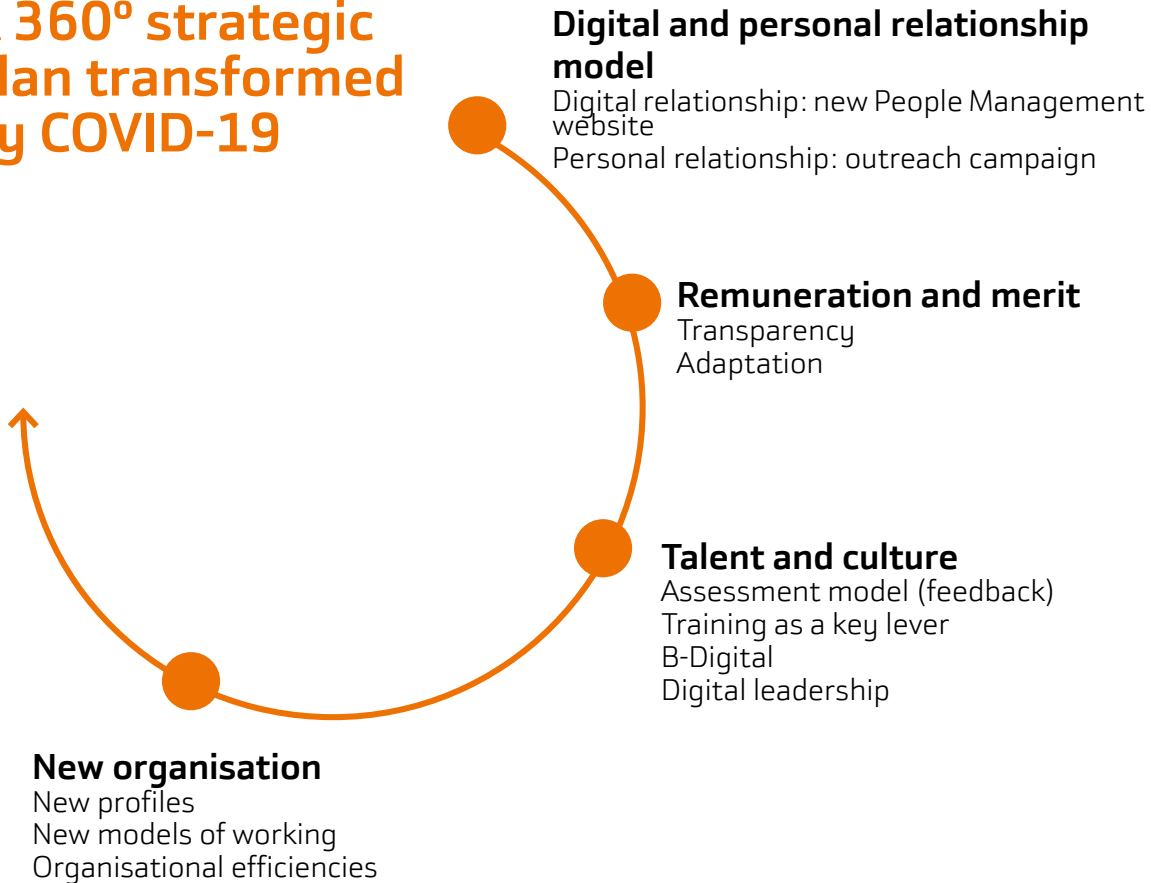 360º strategic
lan transformed
y COVID-19
Digital and personal relationship
model
Digital relationship: new People Management
website
Personal relationship: outreach campaign
Remuneration and merit
Transparency
Adaptation
Talent and culture
Assessment model (feedback)
Training as a key lever
B-Digital
Digital leadership
New organisation
New profiles
New models of working
Organisational efficiencies